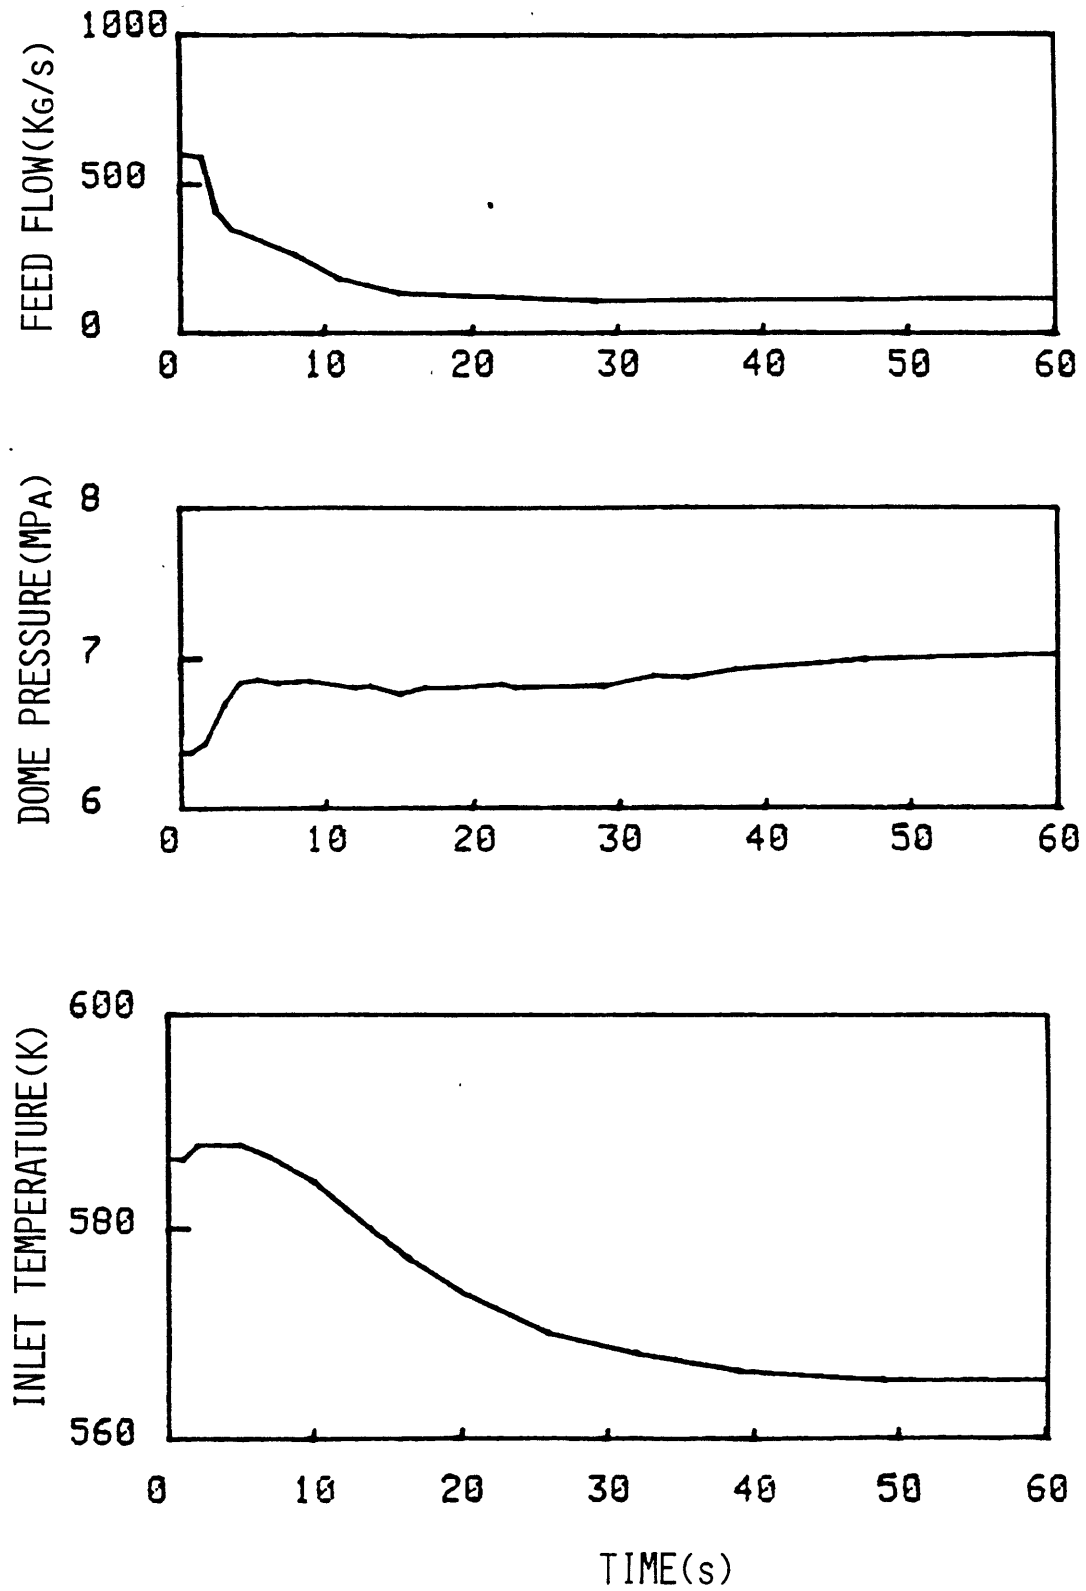 FEED FLOW(KG/s)
1000
500
0
0 10 20 30 40 50 60
DOME PRESSURE(MPA)
8
7
6
0 10 20 30 40 50 60
INLET TEMPERATURE(K)
600
580
560
0 10 20 30 40 50 60
TIME(s)